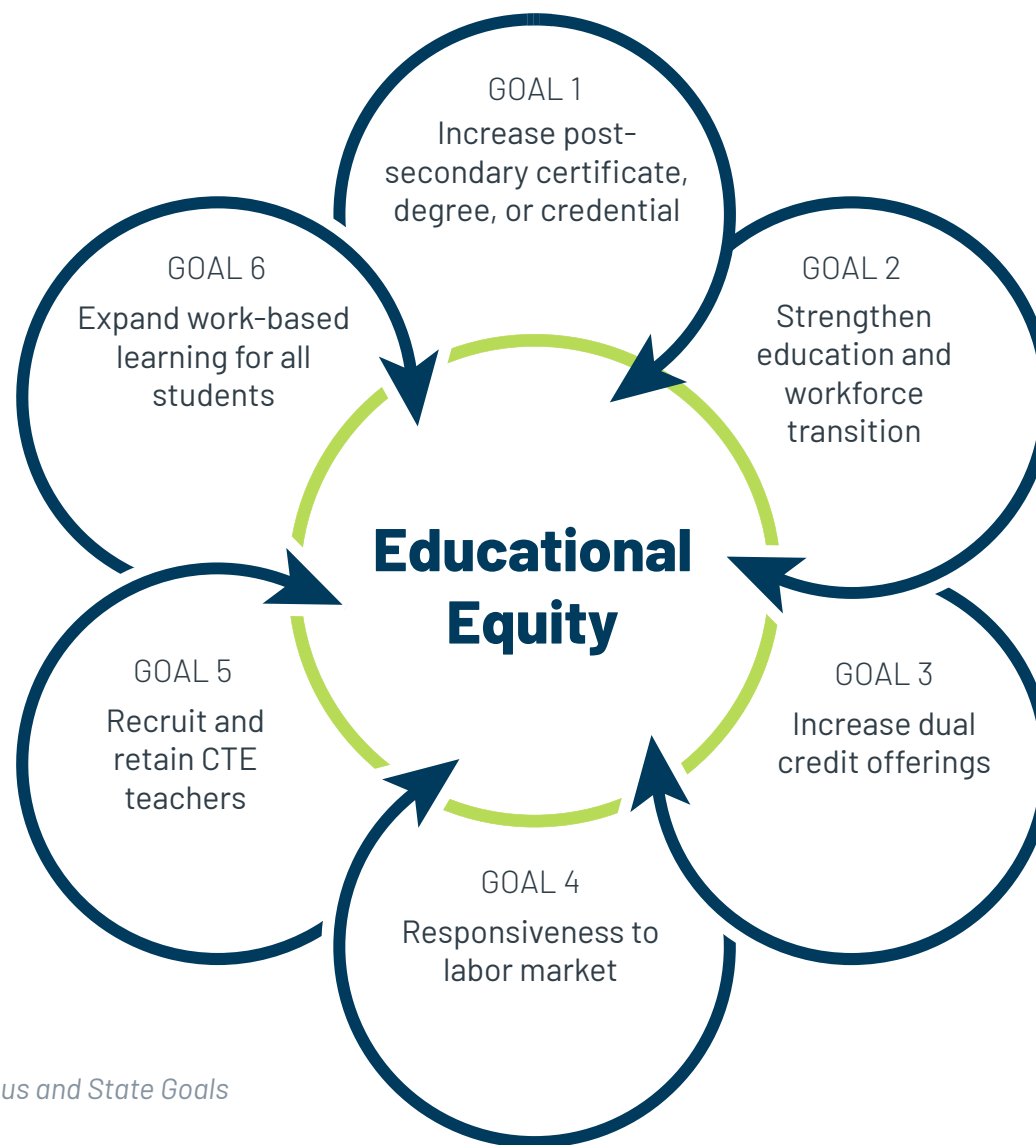 GOAL 1
Increase post-
secondary certificate,
degree, or credential
GOAL 2
Strengthen
education and
workforce
transition
GOAL 3
Increase dual
credit offerings
GOAL 4
Responsiveness to
labor market
GOAL 5
Recruit and
retain CTE
teachers
GOAL 6
Expand work-based
learning for all
students
Educational
Equity
and State Goals